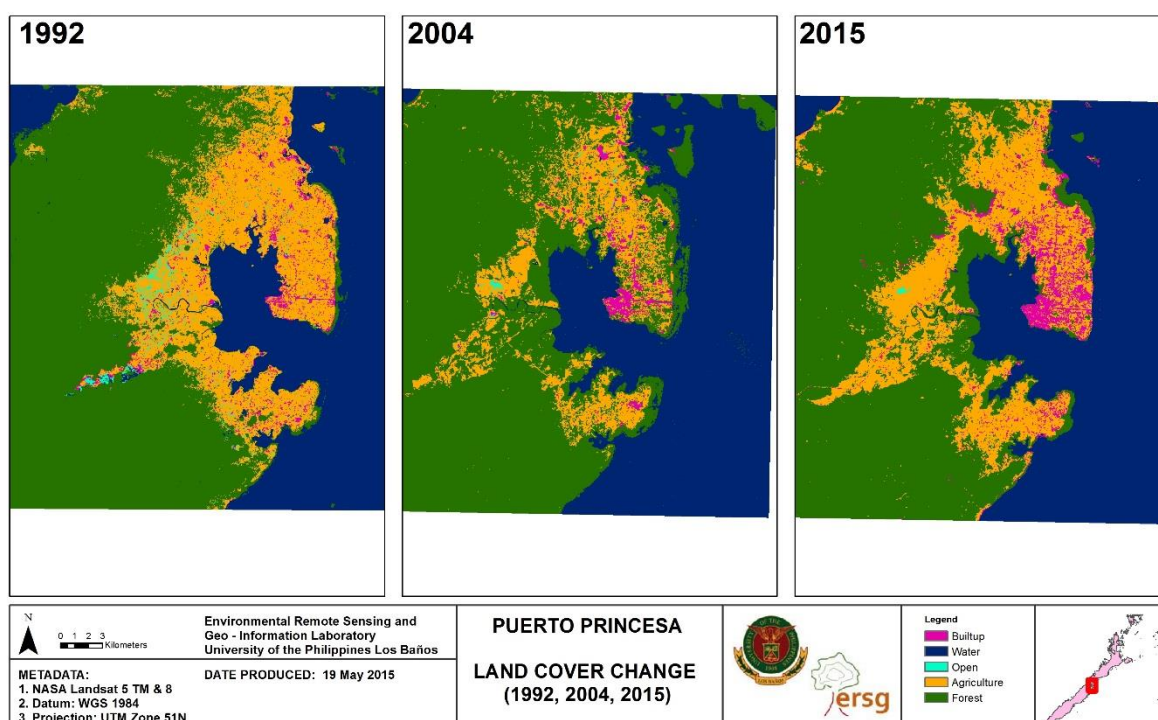 1992
2004
2015
N
0 1 2 3
Kilometers
Environmental Remote Sensing and
Geo - Information Laboratory
University of the Philippines Los Baños
METADATA:
1. NASA Landsat 5 TM & 8
2. Datum: WGS 1984
3. Projection: UTM Zone 51N
DATE PRODUCED: 19 May 2015
PUERTO PRINCESA
LAND COVER CHANGE
(1992, 2004, 2015)
LOS BAÑOS
ersg
Legend
Builtup
Water
Open
Agriculture
Forest